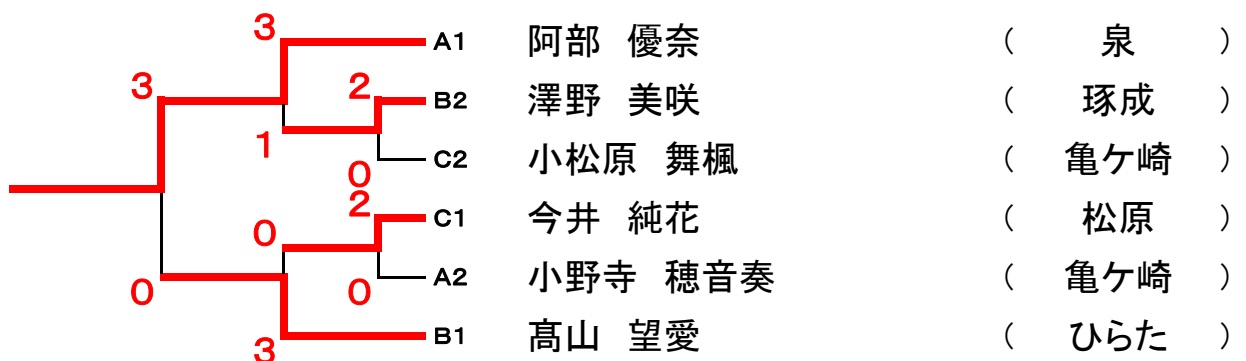 3 A1 阿部 優奈 ( 泉 )
3 2 B2 澤野 美咲 ( 琢成 )
1 0 C2 小松原 舞楓 ( 亀ケ崎 )
0 2 C1 今井 純花 ( 松原 )
0 0 A2 小野寺 穂音奏 ( 亀ケ崎 )
3 B1 髙山 望愛 ( ひらた )